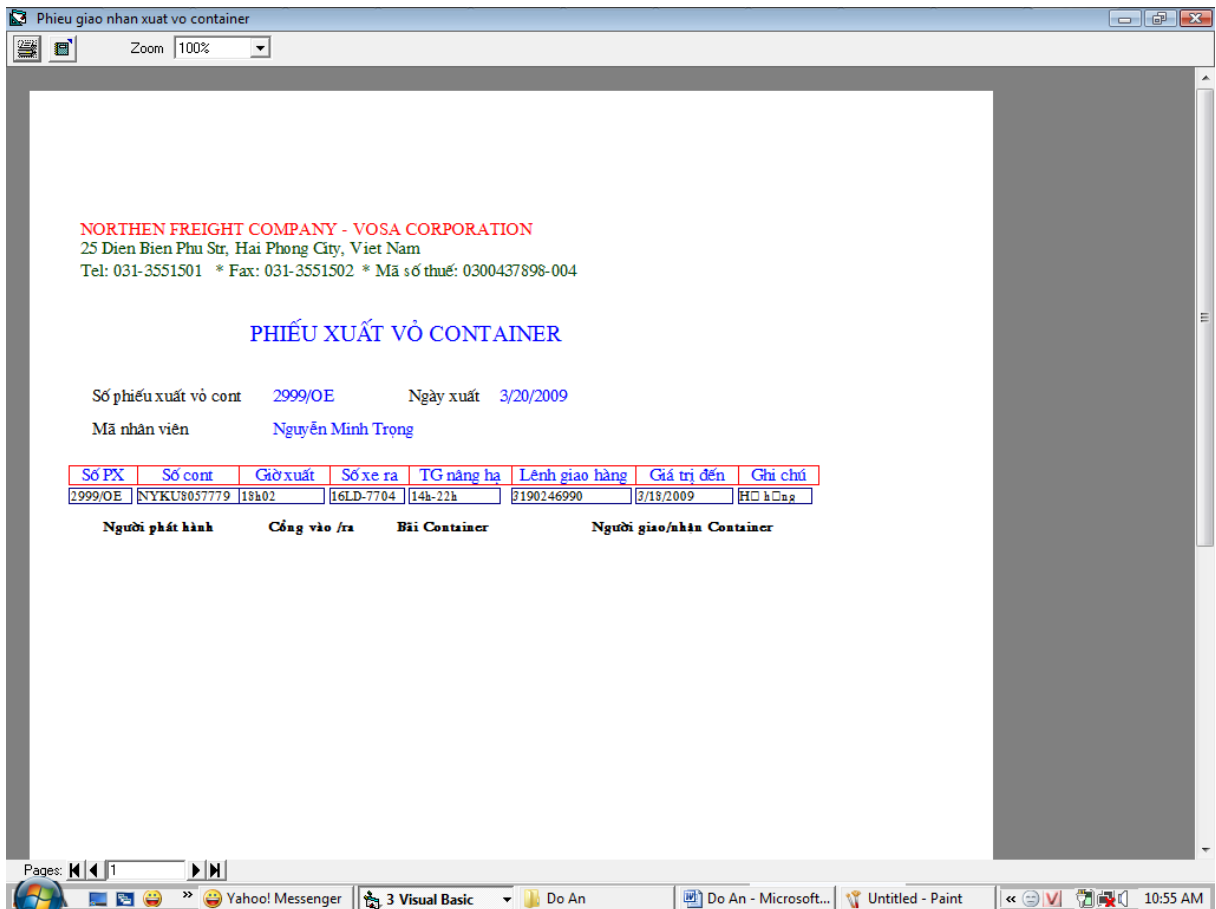 Phieu giao nhan xuat vo container
Zoom 100%
NORTHEN FREIGHT COMPANY - VOSA CORPORATION
25 Dien Bien Phu Str, Hai Phong City, Viet Nam
Tel: 031-3551501 * Fax: 031-3551502 * Mã số thuế: 0300437898-004
PHIẾU XUẤT VỎ CONTAINER
Số phiếu xuất vỏ cont 2999/OE Ngày xuất 3/20/2009
Mã nhân viên Nguyễn Minh Trọng
Số PX Số cont Giờ xuất Số xe ra TG nâng hạ Lênh giao hàng Giá trị đến Ghi chú
2999/OE NYKU8057779 18h02 16LD-7704 14h-22h 3190246990 3/18/2009 H□ h□ng
Người phát hành Cổng vào /ra Bãi Container Người giao/nhận Container
Pages: 1
» Yahoo! Messenger 3 Visual Basic Do An Do An - Microsoft... Untitled - Paint « V 10:55 AM